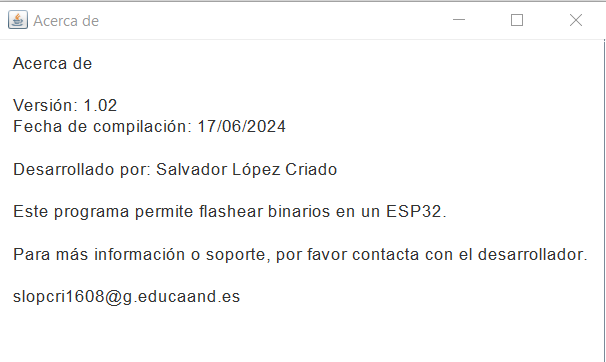 Acerca de
Acerca de
Versión: 1.02
Fecha de compilación: 17/06/2024
Desarrollado por: Salvador López Criado
Este programa permite flashear binarios en un ESP32.
Para más información o soporte, por favor contacta con el desarrollador.
slopcri1608@g.educaand.es